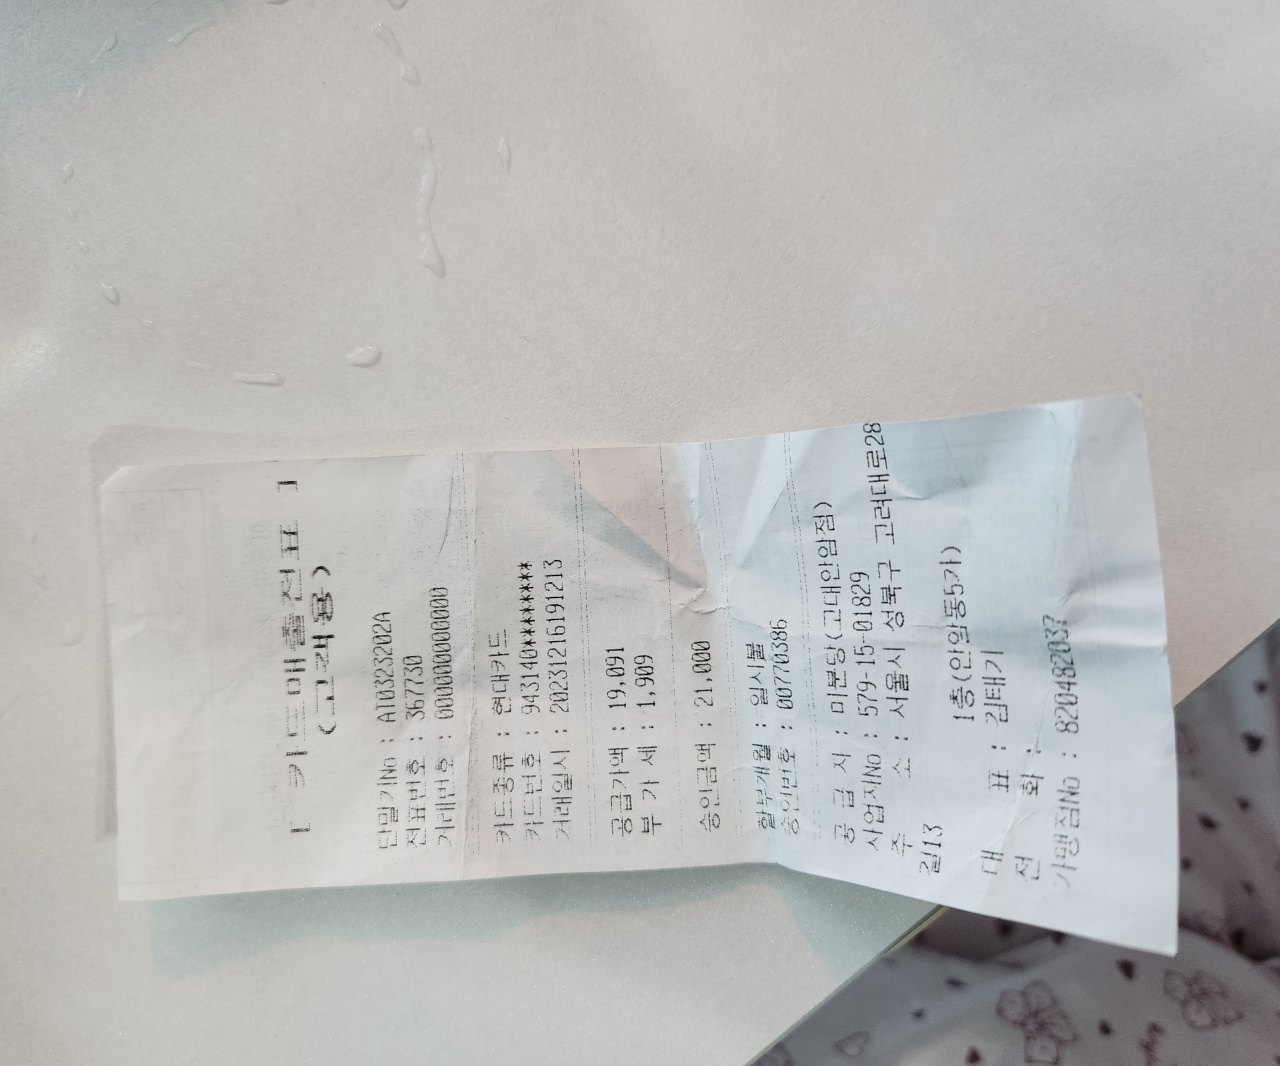 [ 카드매출전표 ]
(고객용)
단말기No : AT0323202A
전표번호 : 367730
거래번호 : 000000000000
카드종류 : 현대카드
카드번호 : 943140**********
거래일시 : 20231216191213
공급가액 : 19,091
부 가 세 : 1,909
승인금액 : 21,000
할부개월 : 일시불
승인번호 : 00770386
공 급 자 : 미분당(고대안암점)
사업자No : 579-15-01829
주 소 : 서울시 성북구 고려대로28
길13
1층(안암동5가)
대 표 : 김태기
전 화 :
가맹점No : 820482037